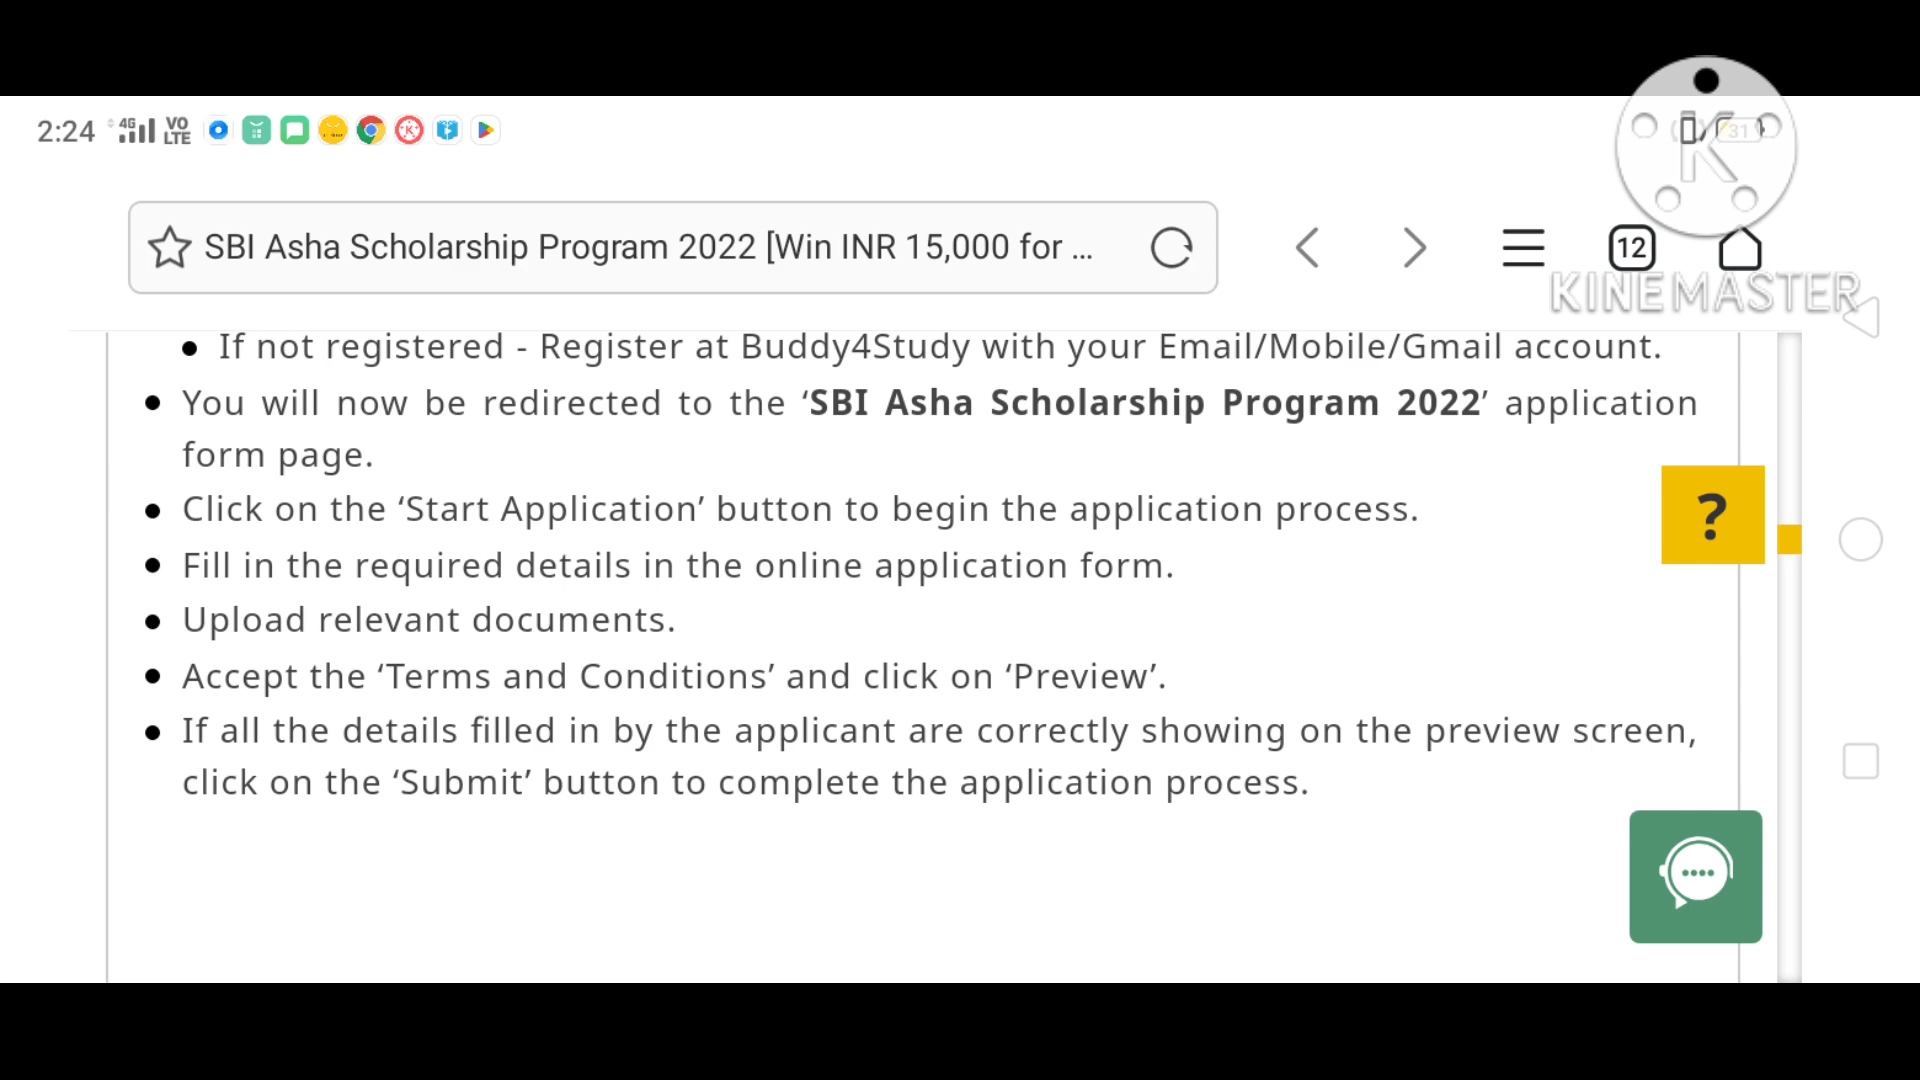 2:24 4G VO LTE
31
K
SBI Asha Scholarship Program 2022 [Win INR 15,000 for ...
12
KINEMASTER
If not registered - Register at Buddy4Study with your Email/Mobile/Gmail account.
You will now be redirected to the ‘SBI Asha Scholarship Program 2022’ application
form page.
Click on the ‘Start Application’ button to begin the application process.
?
Fill in the required details in the online application form.
Upload relevant documents.
Accept the ‘Terms and Conditions’ and click on ‘Preview’.
If all the details filled in by the applicant are correctly showing on the preview screen,
click on the ‘Submit’ button to complete the application process.